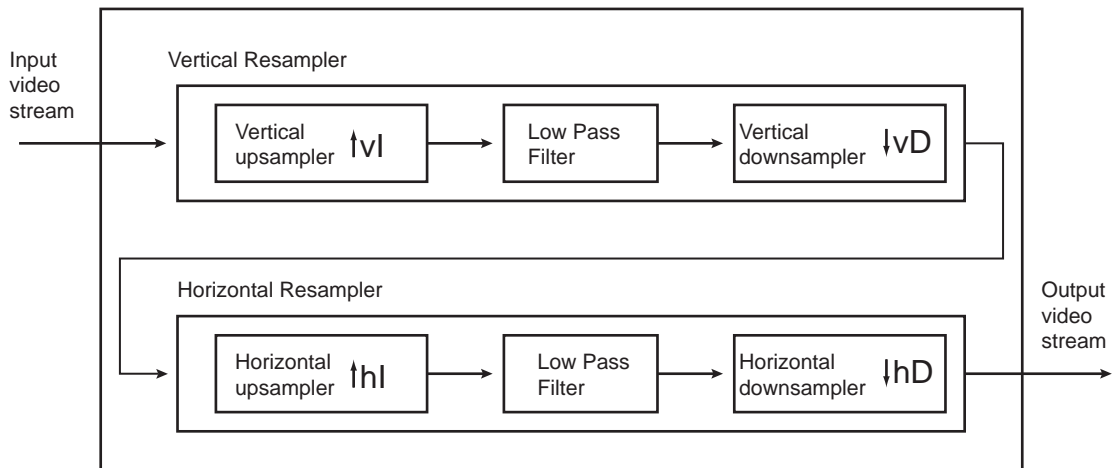 Input
video
stream
Vertical Resampler
Vertical
upsampler
↑vI
Low Pass
Filter
Vertical
downsampler
↓vD
Horizontal Resampler
Horizontal
upsampler
↑hI
Low Pass
Filter
Horizontal
downsampler
↓hD
Output
video
stream